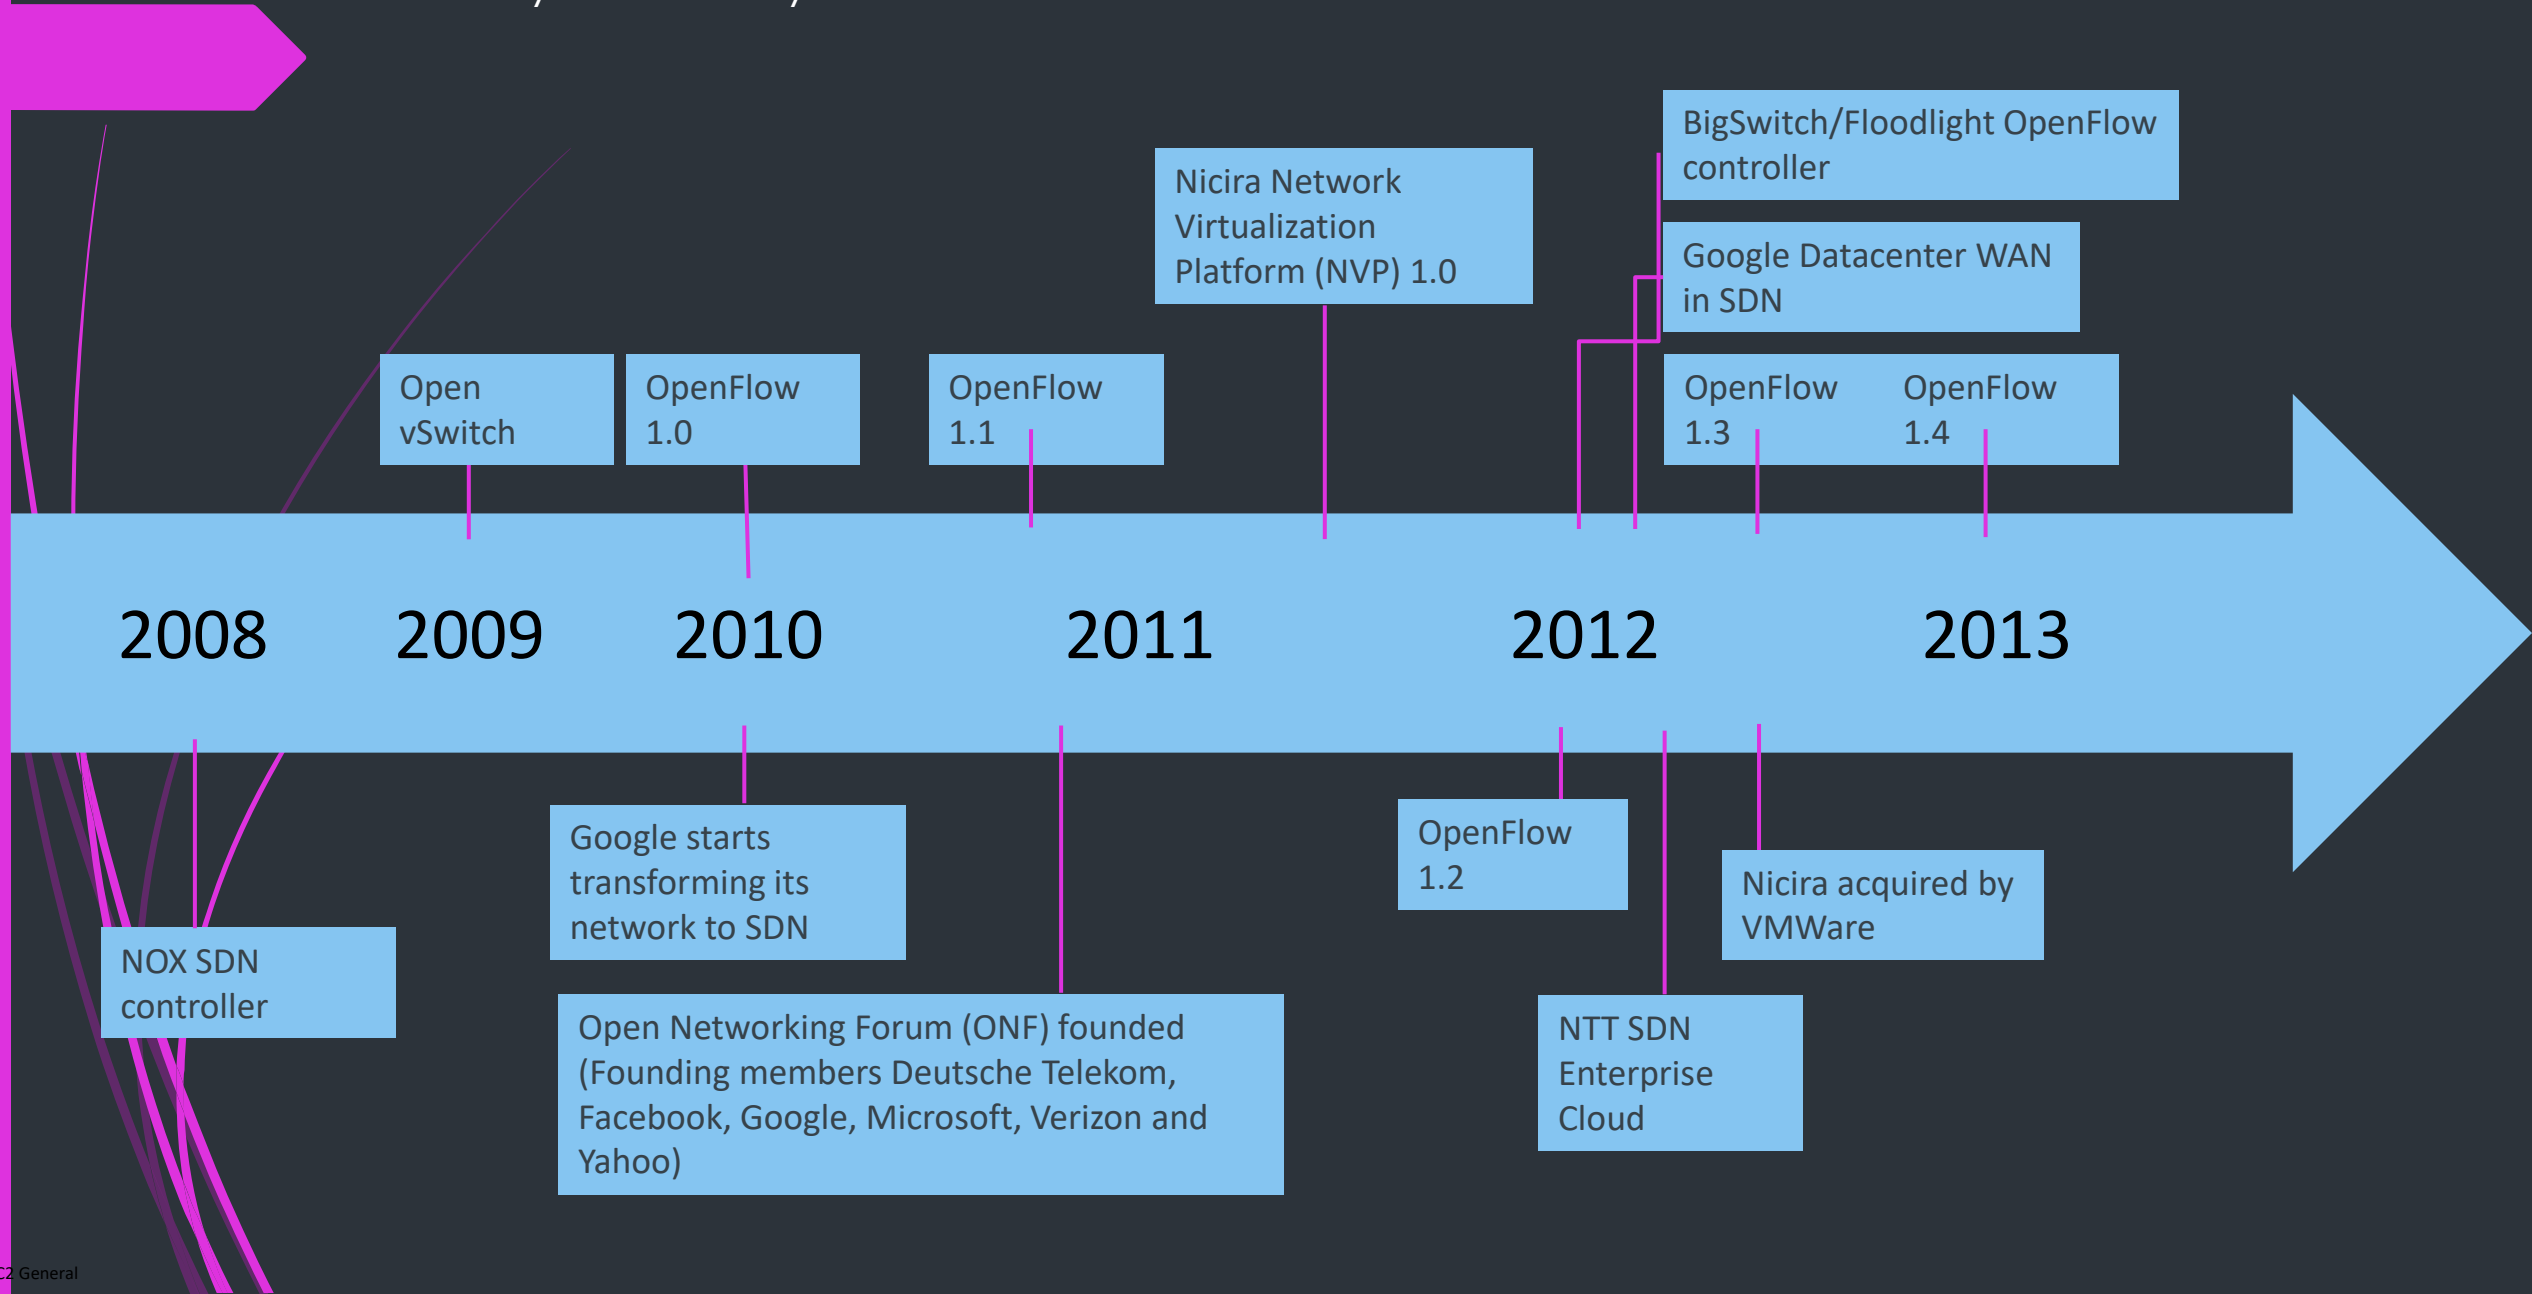 BigSwitch/Floodlight OpenFlow
controller
Nicira Network
Virtualization
Platform (NVP) 1.0
Google Datacenter WAN
in SDN
Open
vSwitch
OpenFlow
1.0
OpenFlow
1.1
OpenFlow
1.3
OpenFlow
1.4
2008
2009
2010
2011
2012
2013
Google starts
transforming its
network to SDN
OpenFlow
1.2
Nicira acquired by
VMWare
NOX SDN
controller
Open Networking Forum (ONF) founded
(Founding members Deutsche Telekom,
Facebook, Google, Microsoft, Verizon and
Yahoo)
NTT SDN
Enterprise
Cloud
C2 General